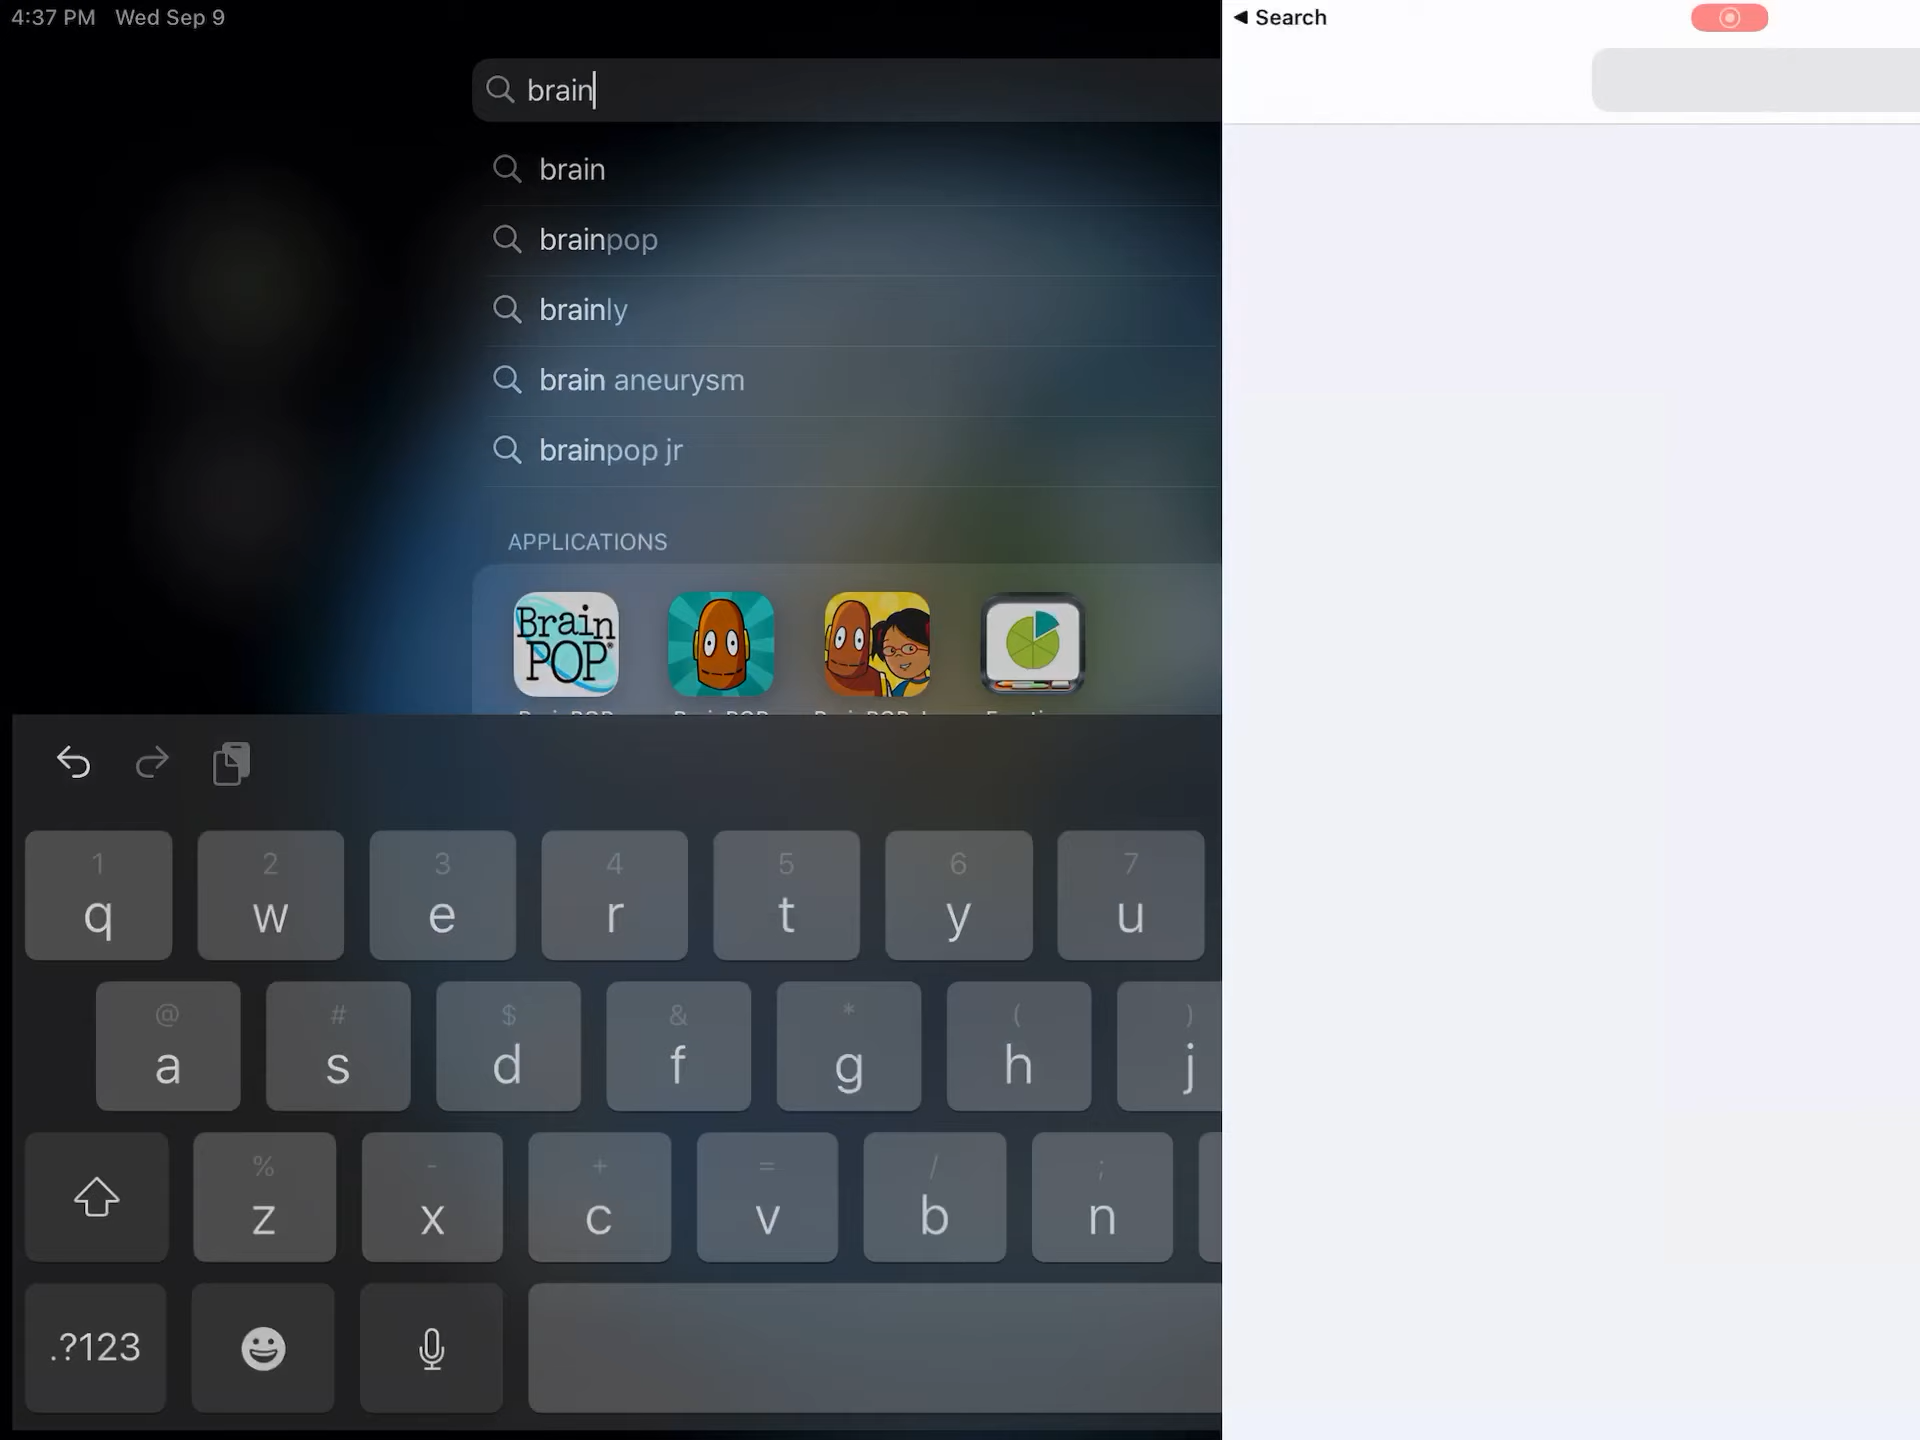 4:37 PM Wed Sep 9
◀ Search
brain
brain
brainpop
brainly
brain aneurysm
brainpop jr
APPLICATIONS
Brain POP
1 2 3 4 5 6 7
q w e r t y u
@ # $ & * ( )
a s d f g h j
% - + = / ;
z x c v b n
.?123